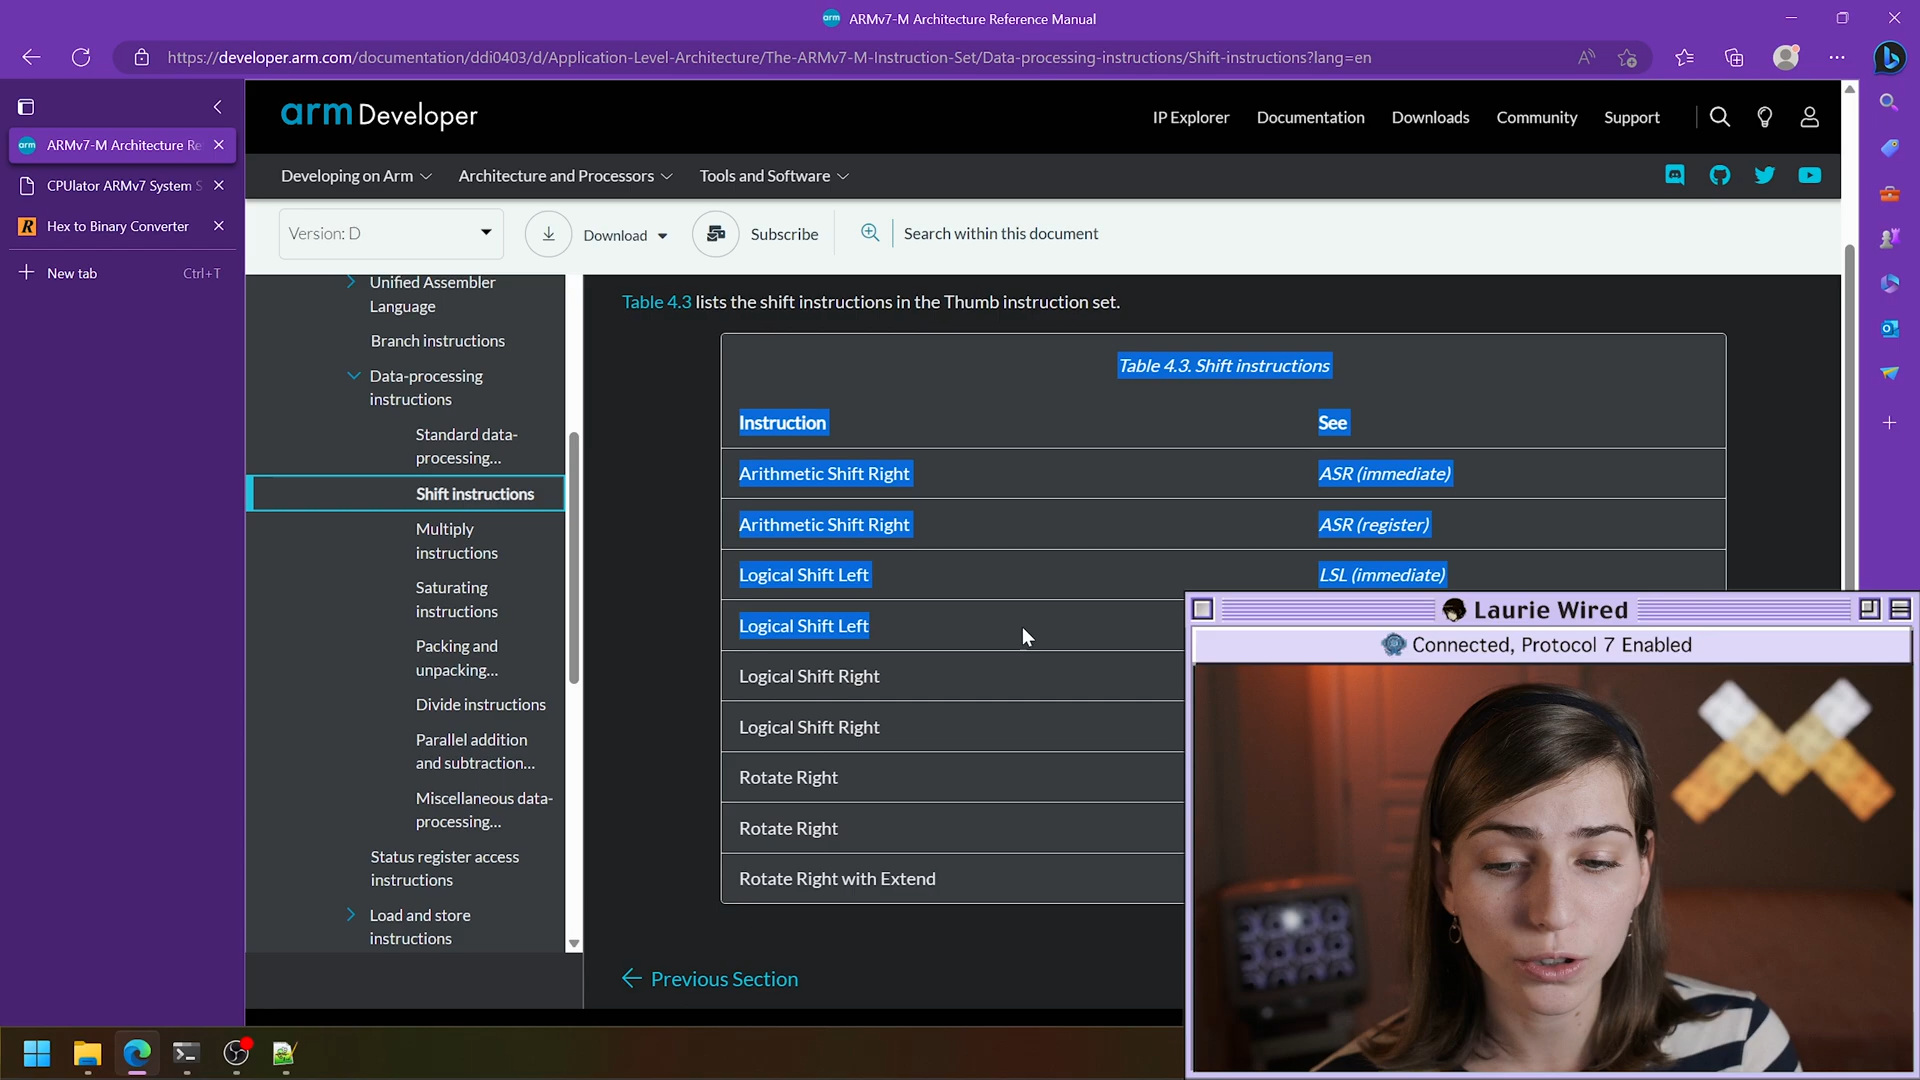 ARMv7-M Architecture Reference Manual
https://developer.arm.com/documentation/ddi0403/d/Application-Level-Architecture/The-ARMv7-M-Instruction-Set/Data-processing-instructions/Shift-instructions?lang=en
ARMv7-M Architecture Re
CPUlator ARMv7 System S
Hex to Binary Converter
New tab Ctrl+T
arm Developer
IP Explorer Documentation Downloads Community Support
Developing on Arm Architecture and Processors Tools and Software
Version: D Download Subscribe Search within this document
Unified Assembler
Language
Branch instructions
Data-processing
instructions
Standard data-
processing...
Shift instructions
Multiply
instructions
Saturating
instructions
Packing and
unpacking...
Divide instructions
Parallel addition
and subtraction...
Miscellaneous data-
processing...
Status register access
instructions
Load and store
instructions
Table 4.3 lists the shift instructions in the Thumb instruction set.
Table 4.3. Shift instructions
Instruction See
Arithmetic Shift Right ASR (immediate)
Arithmetic Shift Right ASR (register)
Logical Shift Left LSL (immediate)
Logical Shift Left
Logical Shift Right
Logical Shift Right
Rotate Right
Rotate Right
Rotate Right with Extend
Previous Section
Laurie Wired
Connected, Protocol 7 Enabled